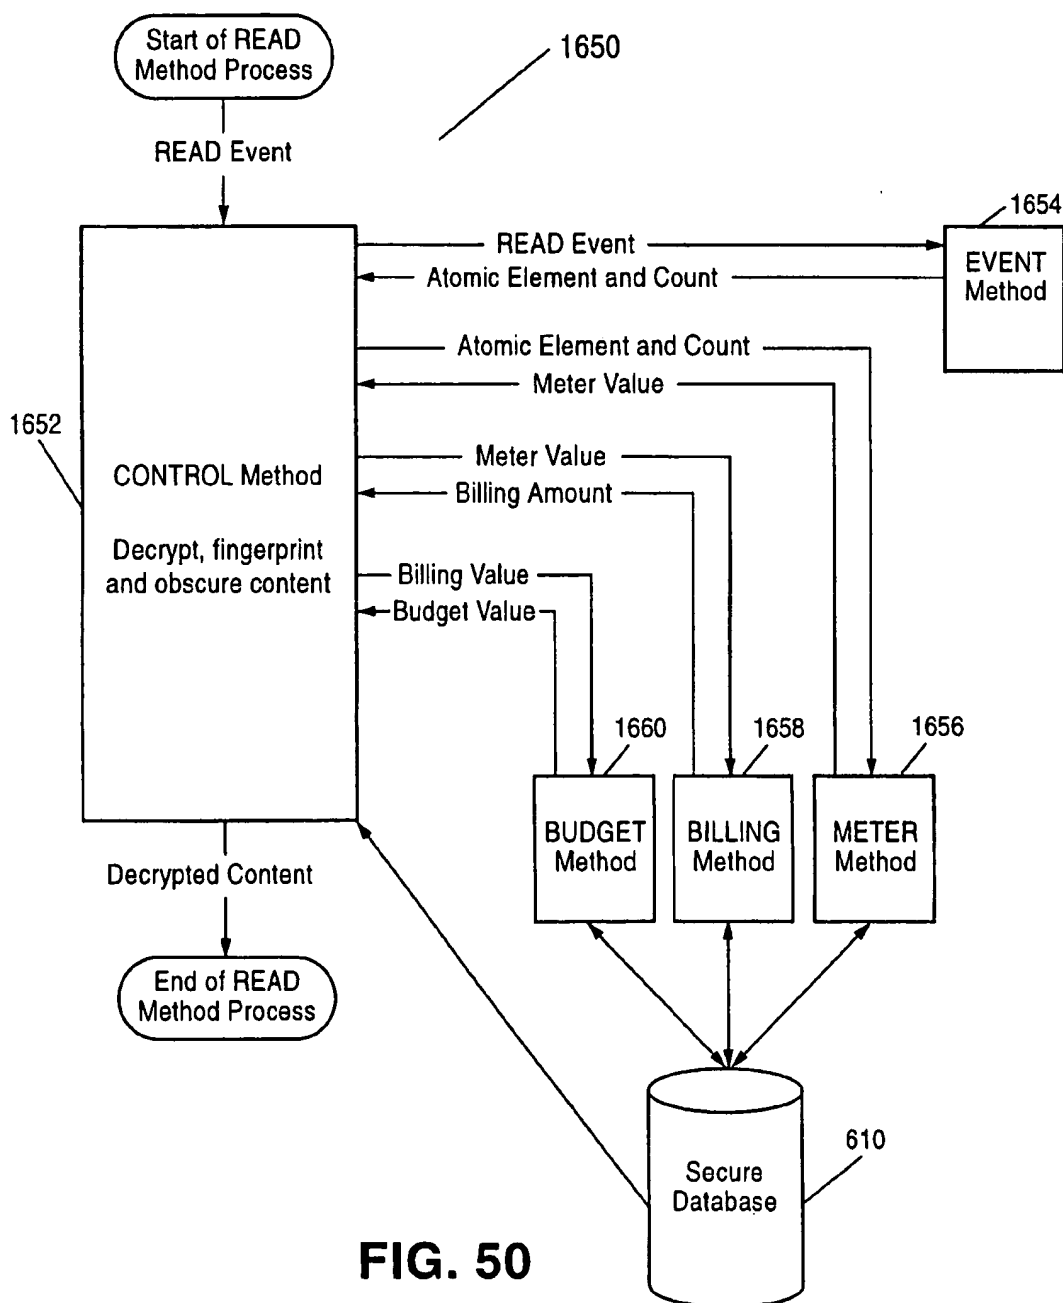 Start of READ
Method Process
1650
READ Event
1654
READ Event
Atomic Element and Count
EVENT
Method
Atomic Element and Count
Meter Value
1652
CONTROL Method
Decrypt, fingerprint
and obscure content
Meter Value
Billing Amount
Billing Value
Budget Value
1660
1658
1656
BUDGET
Method
BILLING
Method
METER
Method
Decrypted Content
End of READ
Method Process
Secure
Database
610
FIG. 50